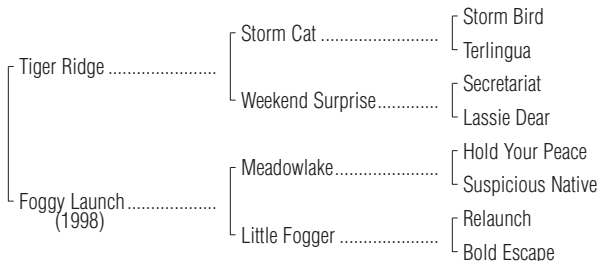 Storm Bird
Storm Cat ......................
Terlingua
Tiger Ridge ......................
Secretariat
Weekend Surprise.............
Lassie Dear
Hold Your Peace
Meadowlake...................
Suspicious Native
Foggy Launch..................
(1998)
Relaunch
Little Fogger ...................
Bold Escape